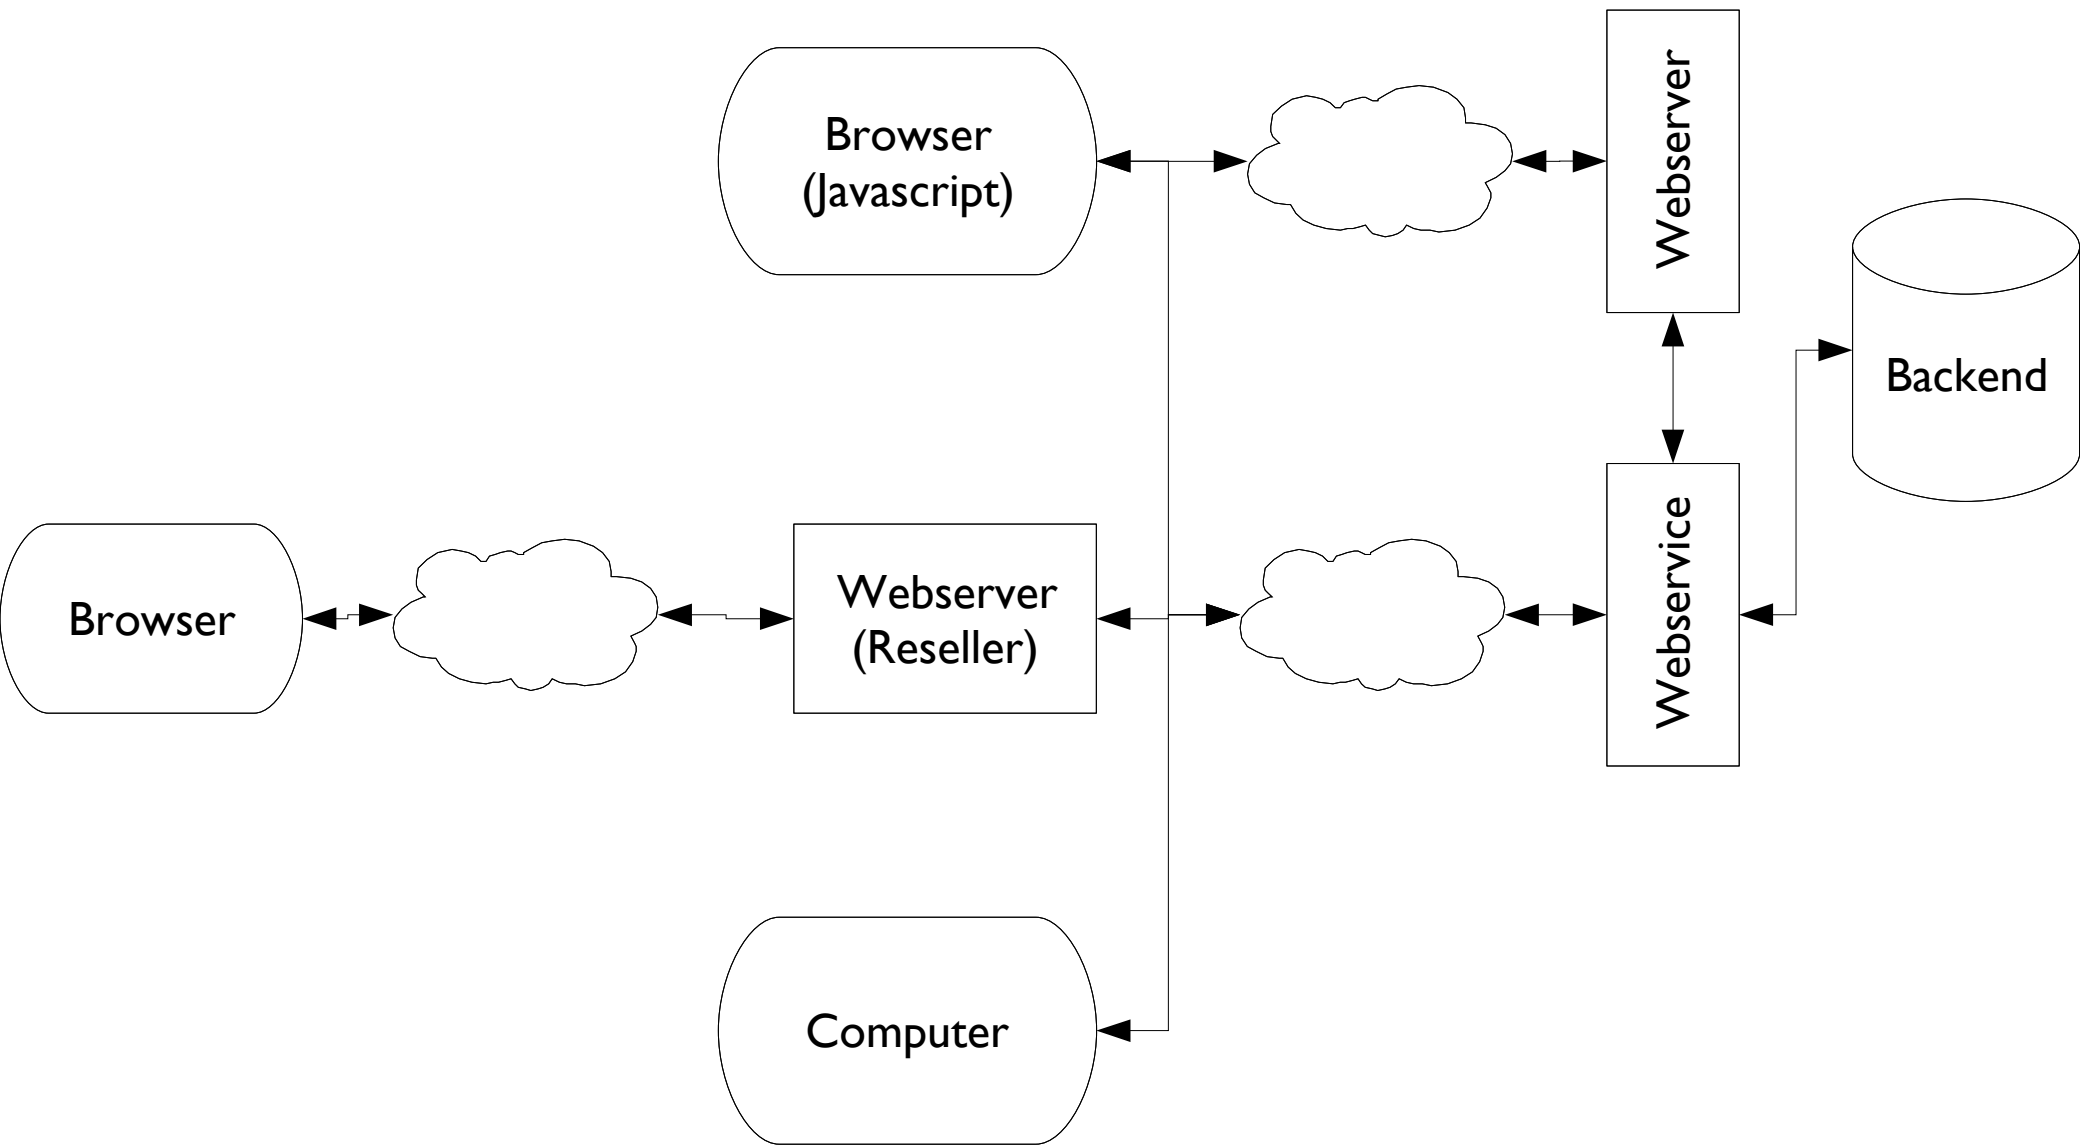 Browser
(Javascript)
Webserver
Backend
Browser
Webserver
(Reseller)
Webservice
Computer